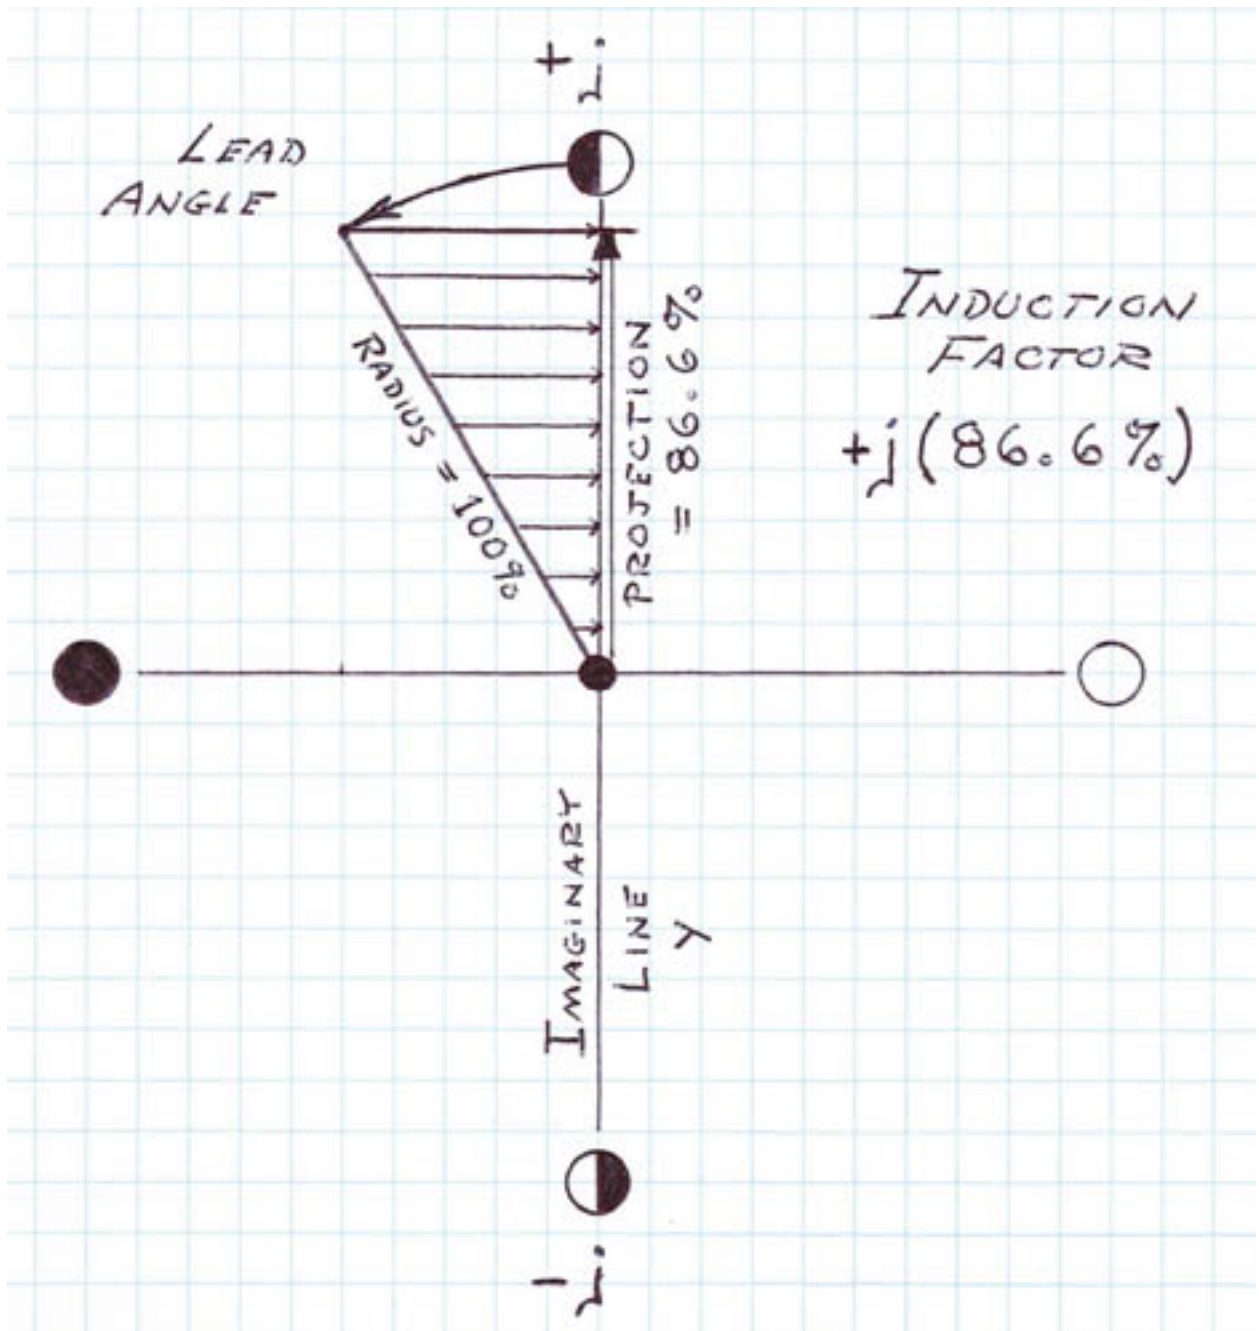 +j
LEAD
ANGLE
INDUCTION
FACTOR
+j(86.6%)
RADIUS = 100%
PROJECTION
= 86.6%
IMAGINARY
LINE
Y
-j